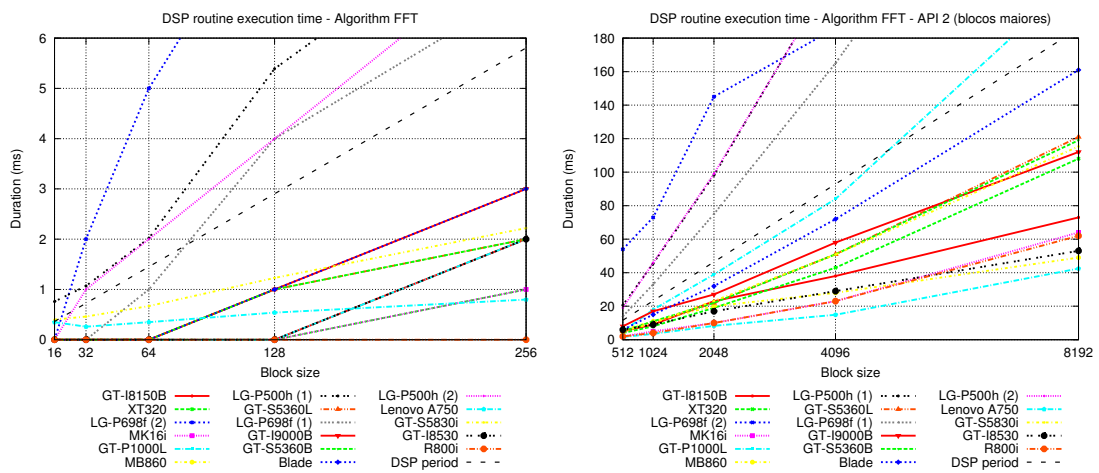 DSP routine execution time - Algorithm FFT
6
5
4
3
2
1
0
Duration (ms)
16 32 64 128 256
Block size
GT-I8150B LG-P500h (1) LG-P500h (2)
XT320 GT-S5360L Lenovo A750
LG-P698f (2) LG-P698f (1) GT-S5830i
MK16i GT-I9000B GT-I8530
GT-P1000L GT-S5360B R800i
MB860 Blade DSP period
DSP routine execution time - Algorithm FFT - API 2 (blocos maiores)
180
160
140
120
100
80
60
40
20
0
Duration (ms)
512 1024 2048 4096 8192
Block size
GT-I8150B LG-P500h (1) LG-P500h (2)
XT320 GT-S5360L Lenovo A750
LG-P698f (2) LG-P698f (1) GT-S5830i
MK16i GT-I9000B GT-I8530
GT-P1000L GT-S5360B R800i
MB860 Blade DSP period